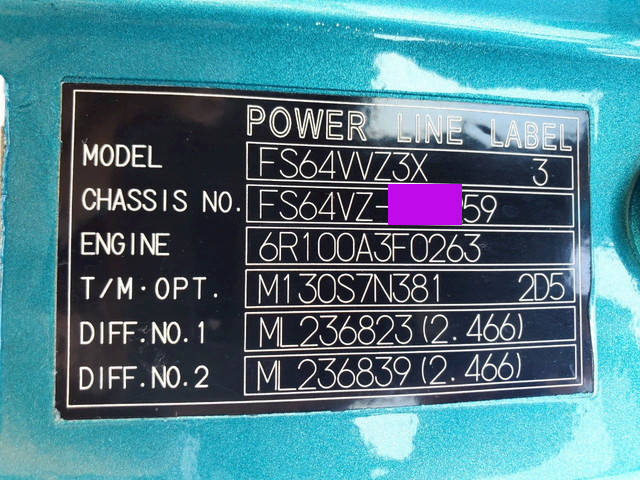 POWER LINE LABEL
MODEL FS64VVZ3X 3
CHASSIS NO. FS64VZ- 59
ENGINE 6R100A3F0263
T/M·OPT. M130S7N381 2D5
DIFF.NO.1 ML236823(2.466)
DIFF.NO.2 ML236839(2.466)